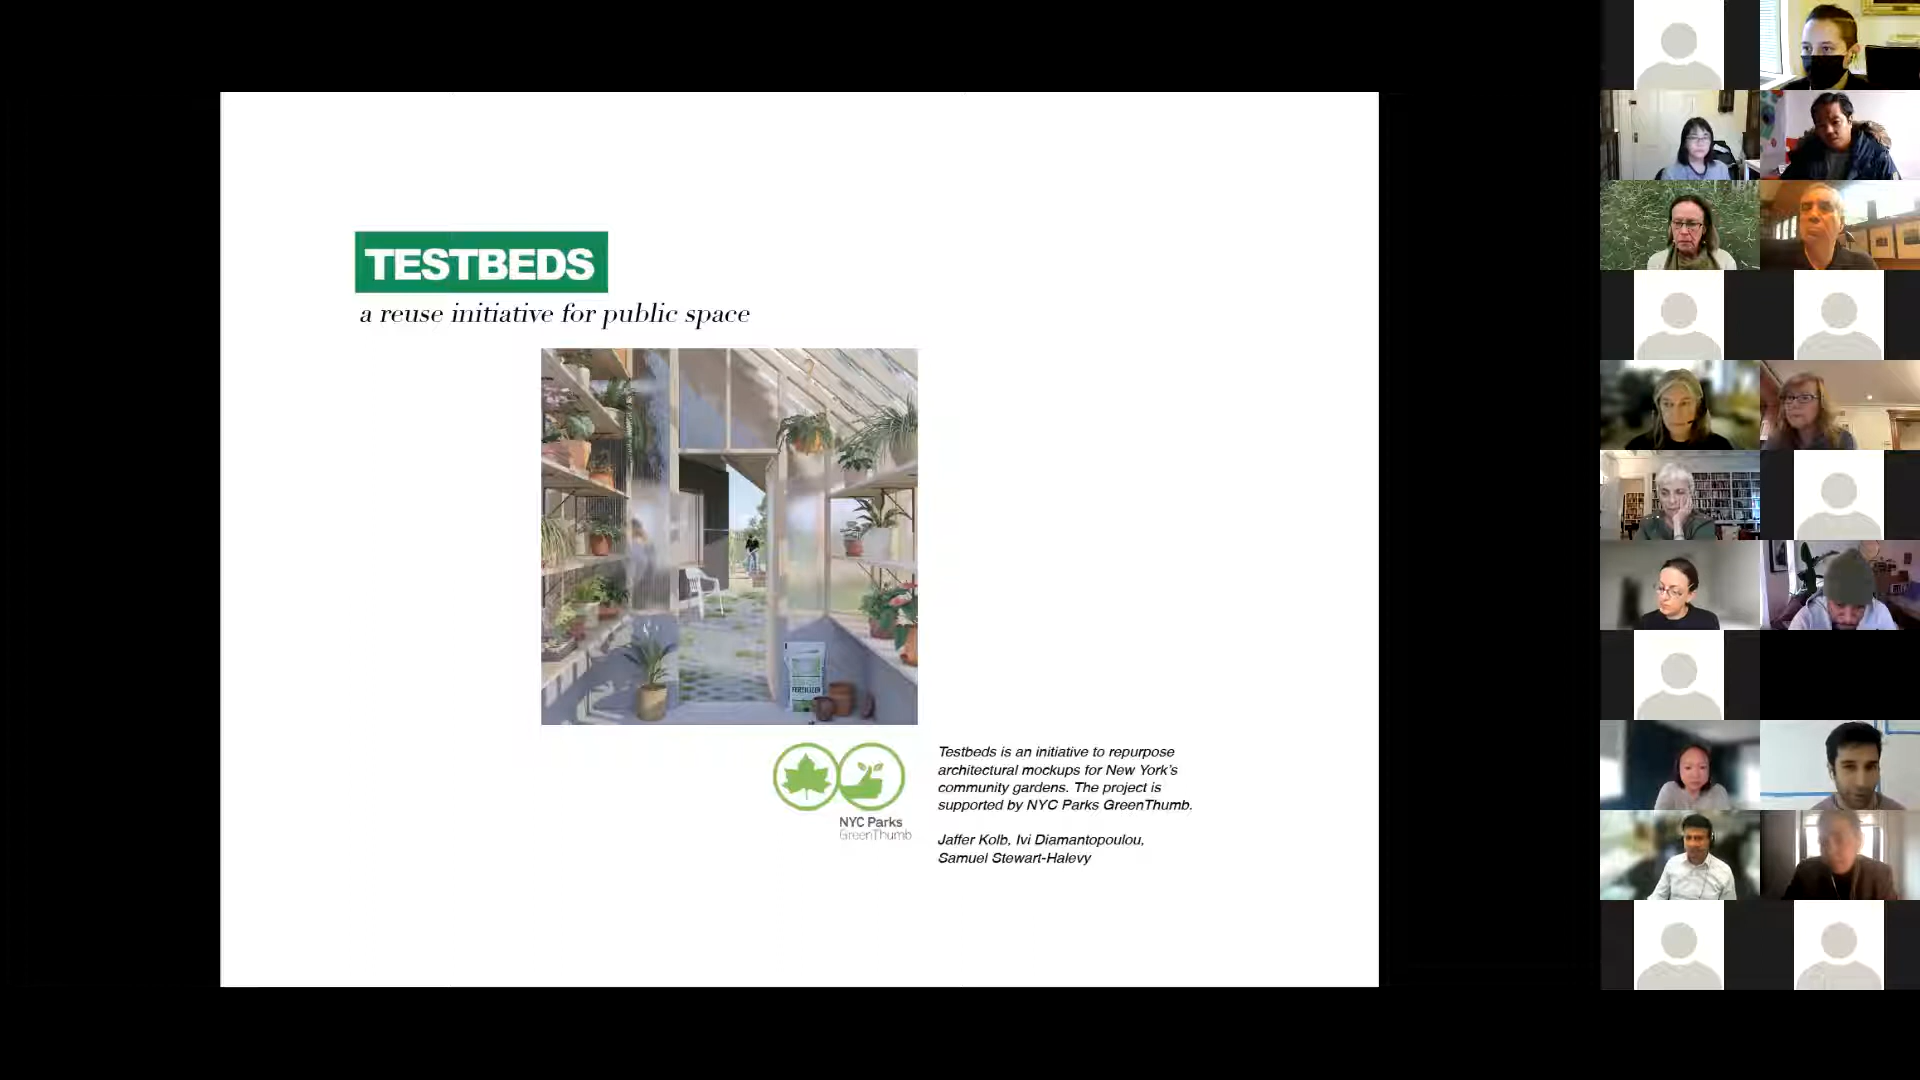 TESTBEDS
a reuse initiative for public space
FERTILIZER
NYC Parks
GreenThumb
Testbeds is an initiative to repurpose
architectural mockups for New York's
community gardens. The project is
supported by NYC Parks GreenThumb.
Jaffer Kolb, Ivi Diamantopoulou,
Samuel Stewart-Halevy